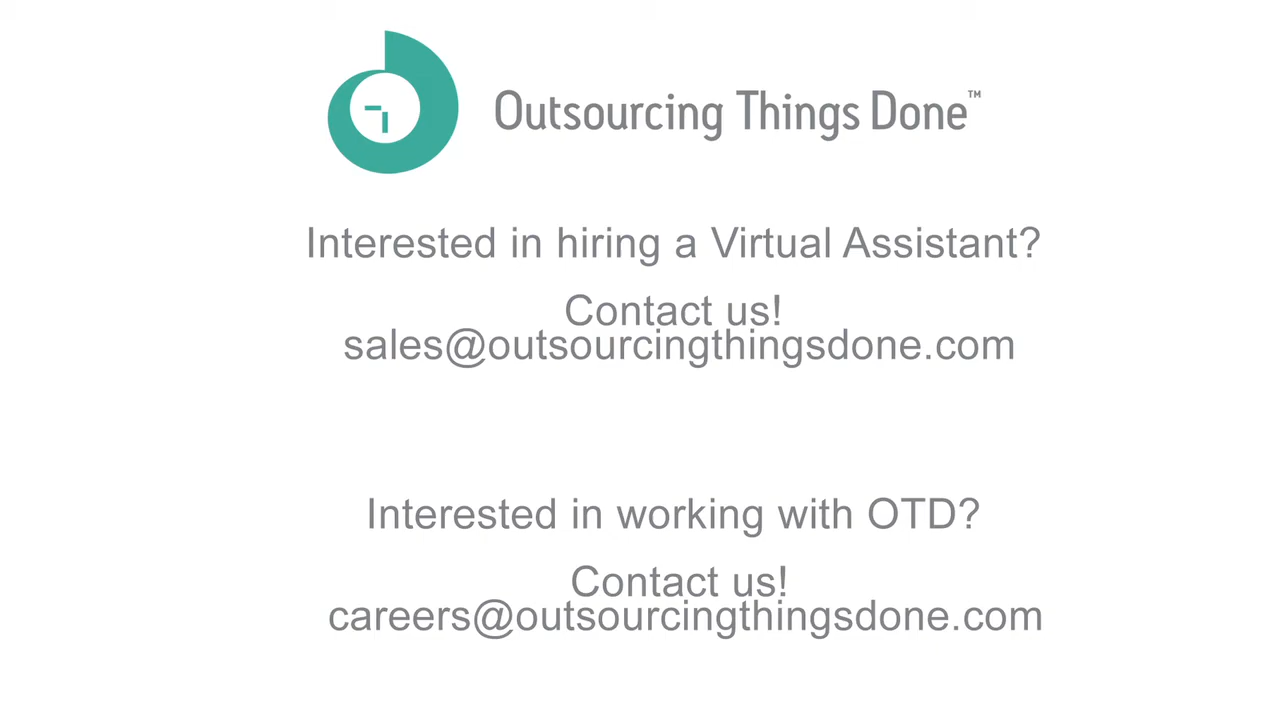 Outsourcing Things Done™
Interested in hiring a Virtual Assistant?
Contact us!
sales@outsourcingthingsdone.com
Interested in working with OTD?
Contact us!
careers@outsourcingthingsdone.com